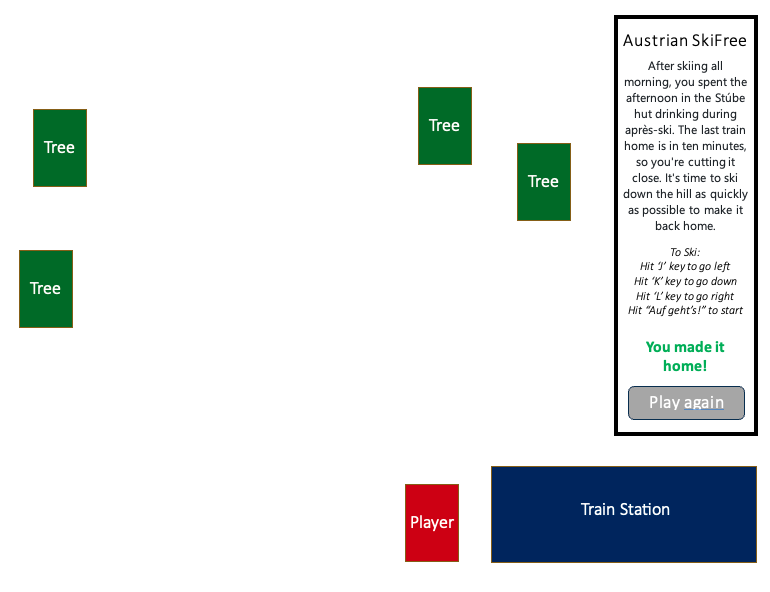 Austrian SkiFree
After skiing all
morning, you spent the
afternoon in the Stúbe
hut drinking during
après-ski. The last train
home is in ten minutes,
so you're cutting it
close. It's time to ski
down the hill as quickly
as possible to make it
back home.
To Ski:
Hit ‘J’ key to go left
Hit ‘K’ key to go down
Hit ‘L’ key to go right
Hit “Auf geht’s!” to start
You made it
home!
Play again
Tree
Tree
Tree
Tree
Player
Train Station